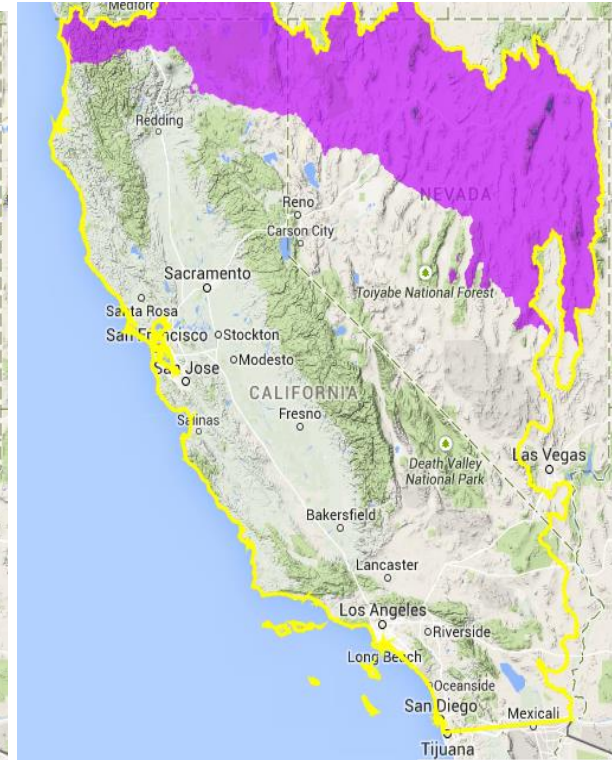 Medford
Redding
NEVADA
Reno
Carson City
Sacramento
Toiyabe National Forest
Santa Rosa
San Francisco
Stockton
Modesto
San Jose
CALIFORNIA
Salinas
Fresno
Las Vegas
Death Valley
National Park
Bakersfield
Lancaster
Los Angeles
Riverside
Long Beach
Oceanside
San Diego
Mexicali
Tijuana